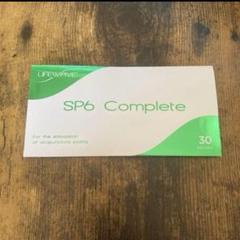 LIFEWAVE
SP6 Complete
For the stimulation
of acupuncture points
30